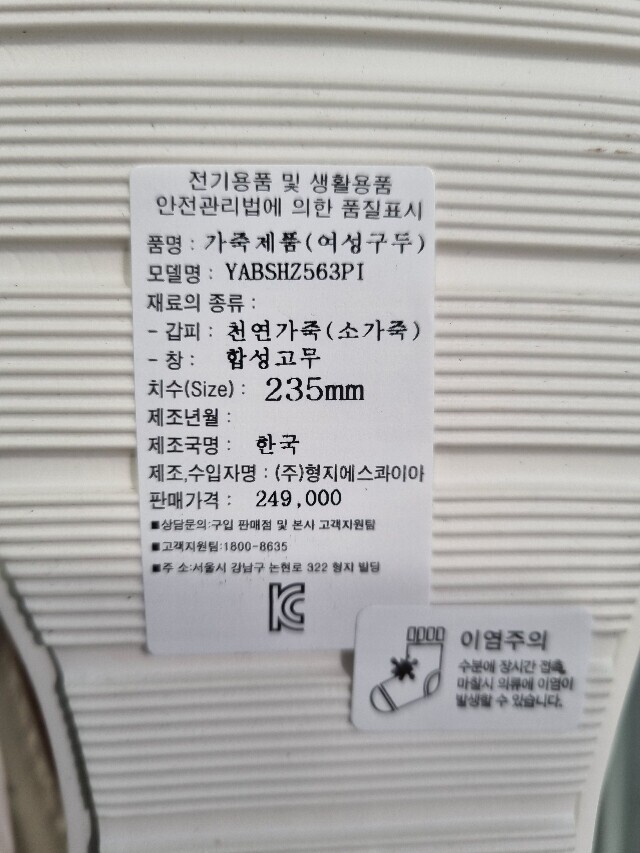 전기용품 및 생활용품
안전관리법에 의한 품질표시
품명 : 가죽제품(여성구두)
모델명 : YABSHZ563PI
재료의 종류 :
- 갑피 : 천연가죽(소가죽)
- 창 : 합성고무
치수(Size) : 235mm
제조년월 :
제조국명 : 한국
제조,수입자명 : (주)형지에스콰이아
판매가격 : 249,000
■상담문의:구입 판매점 및 본사 고객지원팀
■고객지원팀:1800-8635
■주 소:서울시 강남구 논현로 322 형지 빌딩
KC
이염주의
수분에 장시간 접촉,
마찰시 의류에 이염이
발생할 수 있습니다.